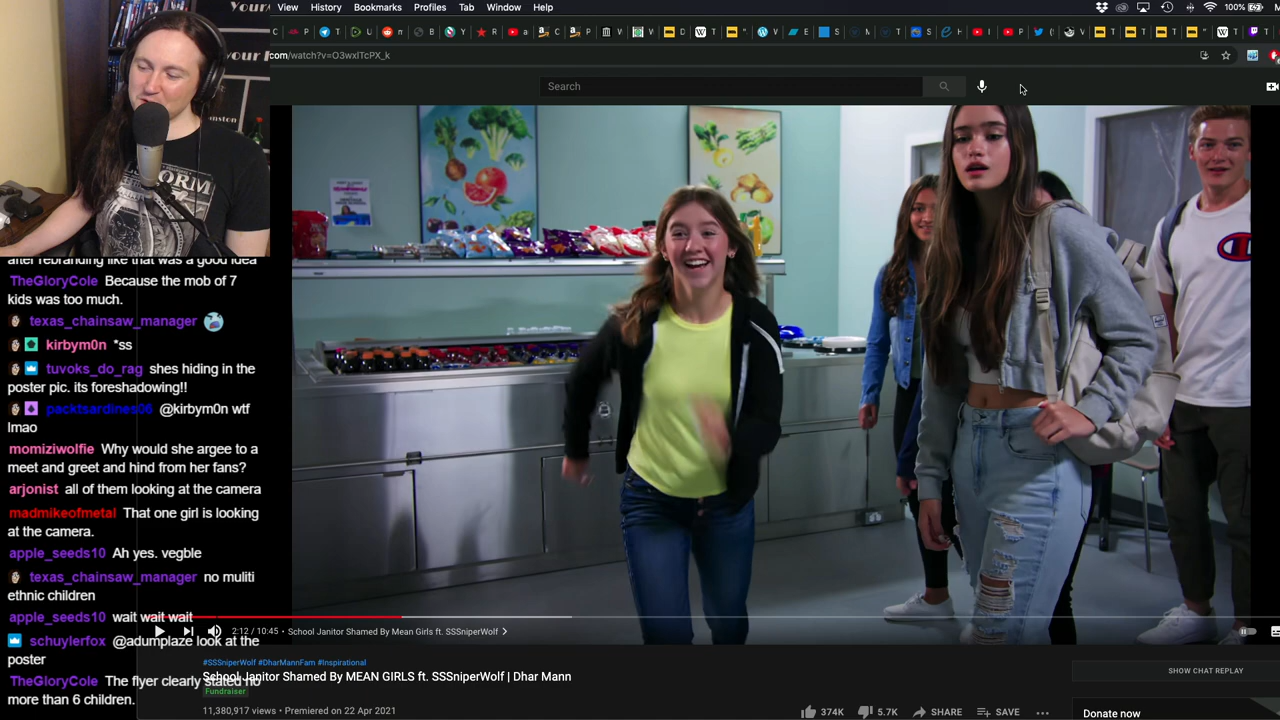 View History Bookmarks Profiles Tab Window Help
100%
com/watch?v=O3wxlTcPX_k
Search
after rebranding like that was a good idea
TheGloryCole Because the mob of 7
kids was too much.
texas_chainsaw_manager
kirbym0n *ss
tuvoks_do_rag shes hiding in the
poster pic. its foreshadowing!!
packtsardines06 @kirbym0n wtf
lmao
momiziwolfie Why would she argee to a
meet and greet and hind from her fans?
arjonist all of them looking at the camera
madmikeofmetal That one girl is looking
at the camera.
apple_seeds10 Ah yes. vegble
texas_chainsaw_manager no muliti
ethnic children
apple_seeds10 wait wait wait
schuylerfox @adumplaze look at the
poster
TheGloryCole The flyer clearly stated no
more than 6 children.
2:12 / 10:45 • School Janitor Shamed By Mean Girls ft. SSSniperWolf
#SSSniperWolf #DharMannFam #Inspirational
School Janitor Shamed By MEAN GIRLS ft. SSSniperWolf | Dhar Mann
Fundraiser
11,380,917 views • Premiered on 22 Apr 2021
374K 5.7K SHARE SAVE
SHOW CHAT REPLAY
Donate now